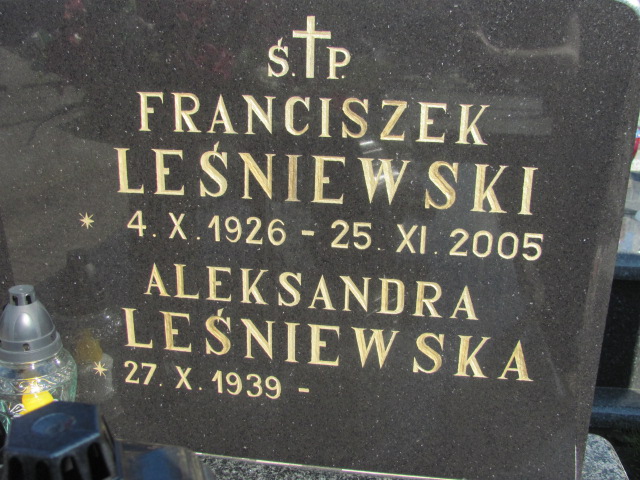 Ś. P.
FRANCISZEK
LEŚNIEWSKI
* 4. X. 1926 - 25. XI. 2005
ALEKSANDRA
LEŚNIEWSKA
* 27. X. 1939 -